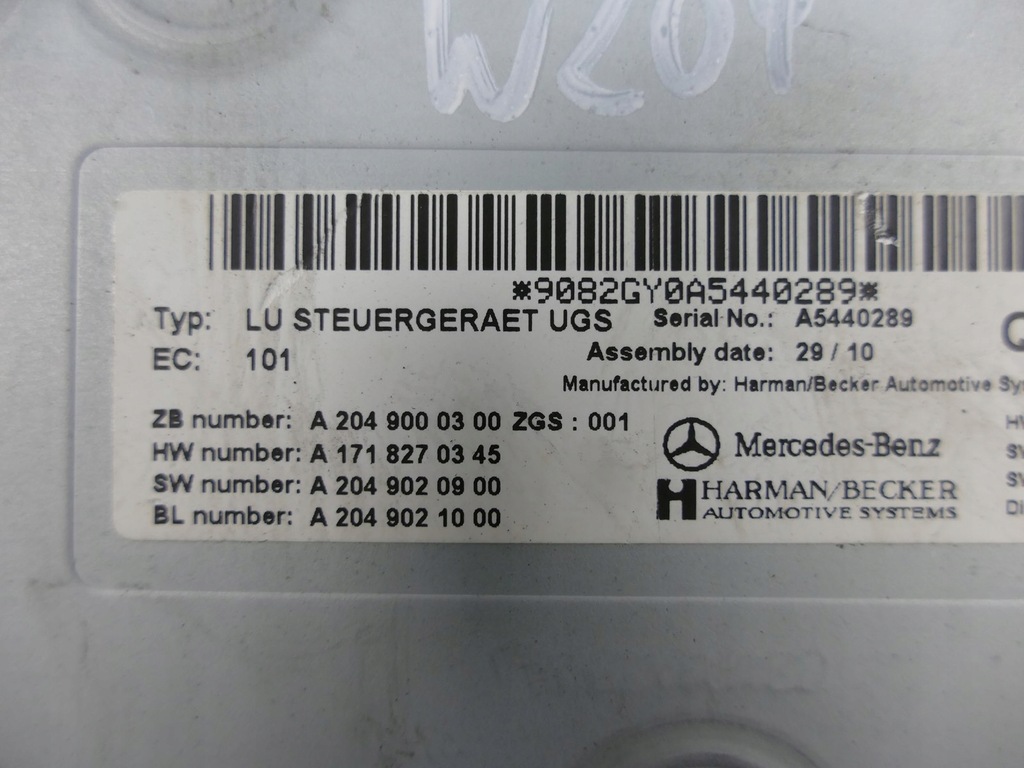 W204
*9082GY0A5440289*
Typ: LU STEUERGERAET UGS Serial No.: A5440289
EC: 101 Assembly date: 29 / 10
Manufactured by: Harman/Becker Automotive Sy
ZB number: A 204 900 03 00 ZGS : 001
HW number: A 171 827 03 45
SW number: A 204 902 09 00
BL number: A 204 902 10 00
Mercedes-Benz
HARMAN/BECKER
AUTOMOTIVE SYSTEMS